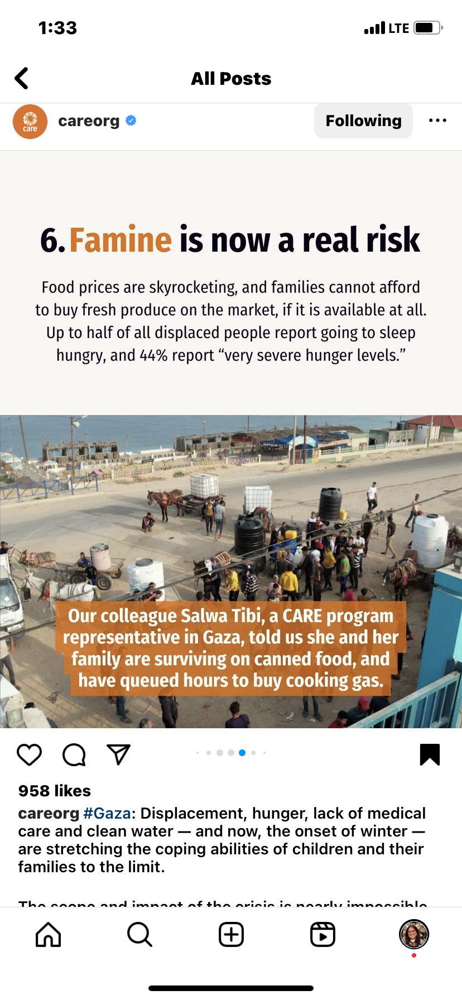 1:33
LTE
All Posts
care
careorg
Following
6. Famine is now a real risk
Food prices are skyrocketing, and families cannot afford
to buy fresh produce on the market, if it is available at all.
Up to half of all displaced people report going to sleep
hungry, and 44% report “very severe hunger levels.”
Our colleague Salwa Tibi, a CARE program
representative in Gaza, told us she and her
family are surviving on canned food, and
have queued hours to buy cooking gas.
958 likes
careorg #Gaza: Displacement, hunger, lack of medical
care and clean water — and now, the onset of winter —
are stretching the coping abilities of children and their
families to the limit.
The scope and impact of the crisis is nearly impossible